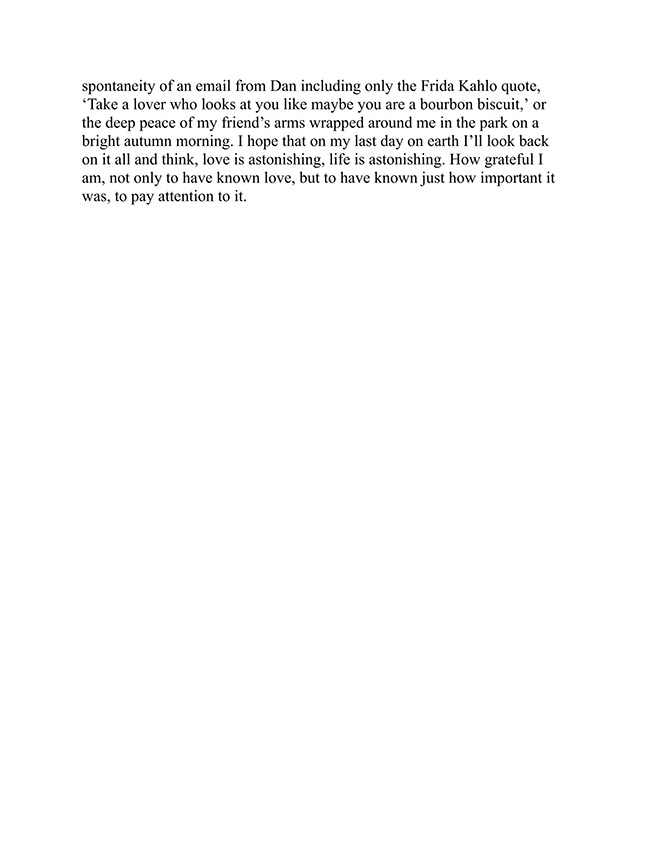 spontaneity of an email from Dan including only the Frida Kahlo quote,
‘Take a lover who looks at you like maybe you are a bourbon biscuit,’ or
the deep peace of my friend’s arms wrapped around me in the park on a
bright autumn morning. I hope that on my last day on earth I’ll look back
on it all and think, love is astonishing, life is astonishing. How grateful I
am, not only to have known love, but to have known just how important it
was, to pay attention to it.